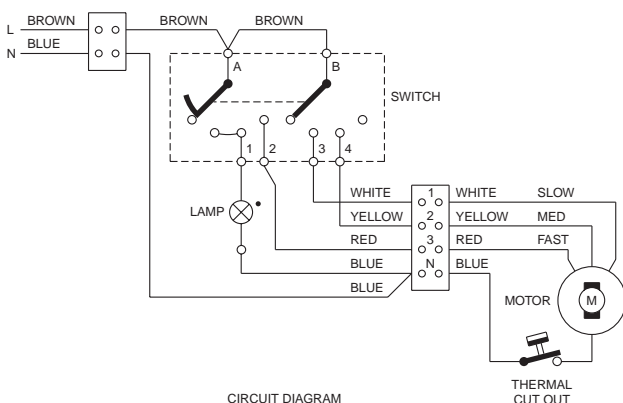 L BROWN BROWN BROWN
N BLUE
A B
SWITCH
1 2 3 4
WHITE 1 WHITE SLOW
LAMP YELLOW 2 YELLOW MED
RED 3 RED FAST
BLUE N BLUE
BLUE
MOTOR M
CIRCUIT DIAGRAM THERMAL
CUT OUT